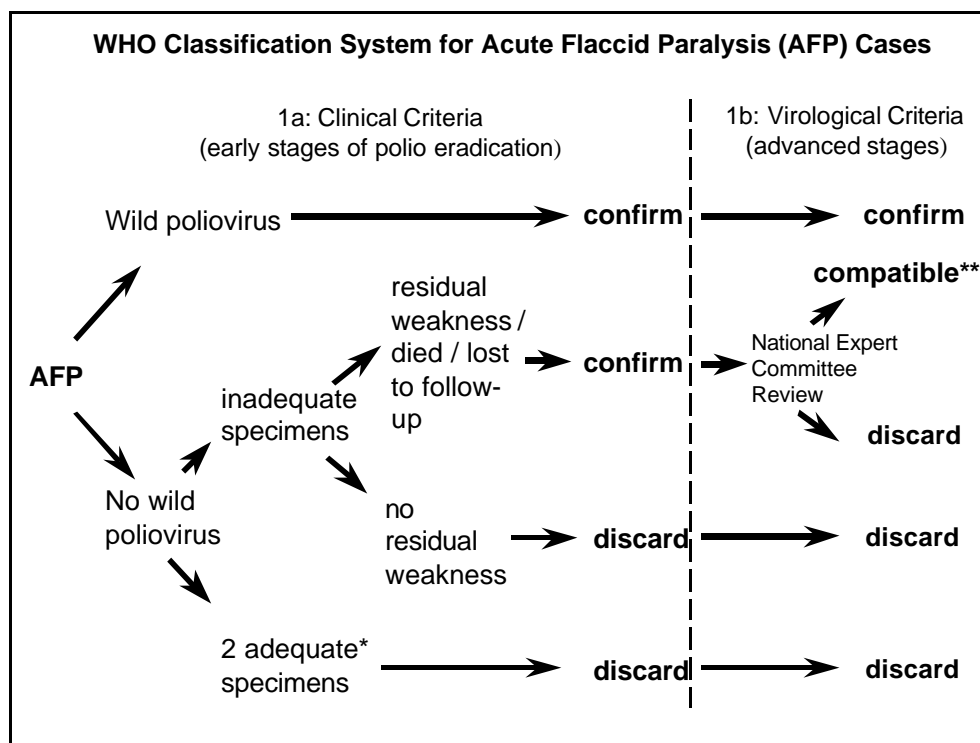 WHO Classification System for Acute Flaccid Paralysis (AFP) Cases
1a: Clinical Criteria
(early stages of polio eradication)
1b: Virological Criteria
(advanced stages)
Wild poliovirus
confirm
confirm
compatible**
residual
weakness /
died / lost
to follow-
up
confirm
National Expert
Committee
Review
AFP
inadequate
specimens
discard
No wild
poliovirus
no
residual
weakness
discard
discard
2 adequate*
specimens
discard
discard